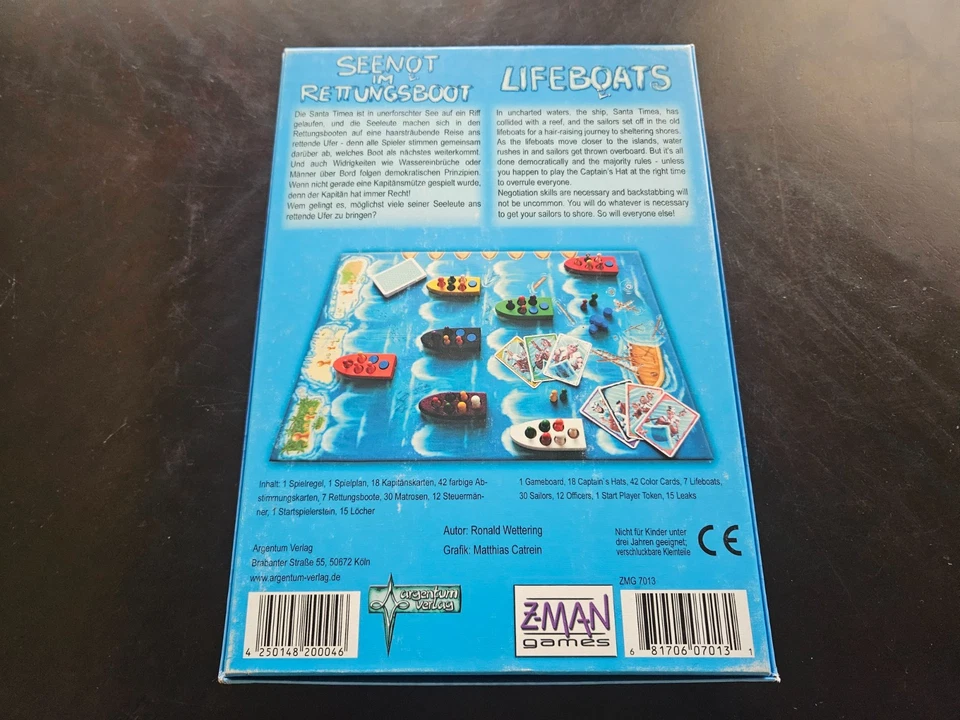 SEENOT
IM
RETTUNGSBOOT
Die Santa Timea ist in unerforschter See auf ein Riff
gelaufen, und die Seeleute machen sich in den
Rettungsbooten auf eine haarsträubende Reise ans
rettende Ufer - denn alle Spieler stimmen gemeinsam
darüber ab, welches Boot als nächstes weiterkommt.
Und auch Widrigkeiten wie Wassereinbrüche oder
Männer über Bord folgen demokratischen Prinzipien.
Wenn nicht gerade eine Kapitänsmütze gespielt wurde,
denn der Kapitän hat immer Recht!
Wem gelingt es, möglichst viele seiner Seeleute ans
rettende Ufer zu bringen?
LIFEBOATS
In uncharted waters, the ship, Santa Timea, has
collided with a reef, and the sailors set off in the old
lifeboats for a hair-raising journey to sheltering shores.
As the lifeboats move closer to the islands, water
rushes in and sailors get thrown overboard. But it's all
done democratically and the majority rules - unless
you happen to play the Captain's Hat at the right time
to overrule everyone.
Negotiation skills are necessary and backstabbing will
not be uncommon. You will do whatever is necessary
to get your sailors to shore. So will everyone else!
Inhalt: 1 Spielregel, 1 Spielplan, 18 Kapitänskarten, 42 farbige Ab-
stimmungskarten, 7 Rettungsboote, 30 Matrosen, 12 Steuermän-
ner, 1 Startspielerstein, 15 Löcher
1 Gameboard, 18 Captain`s Hats, 42 Color Cards, 7 Lifeboats,
30 Sailors, 12 Officers, 1 Start Player Token, 15 Leaks
Autor: Ronald Wettering
Grafik: Matthias Catrein
Nicht für Kinder unter
drei Jahren geeignet;
verschluckbare Kleinteile
CE
Argentum Verlag
Brabanter Straße 55, 50672 Köln
www.argentum-verlag.de
argentum
verlag
Z-MAN
games
ZMG 7013
4 250148 200046
6 81706 07013 1